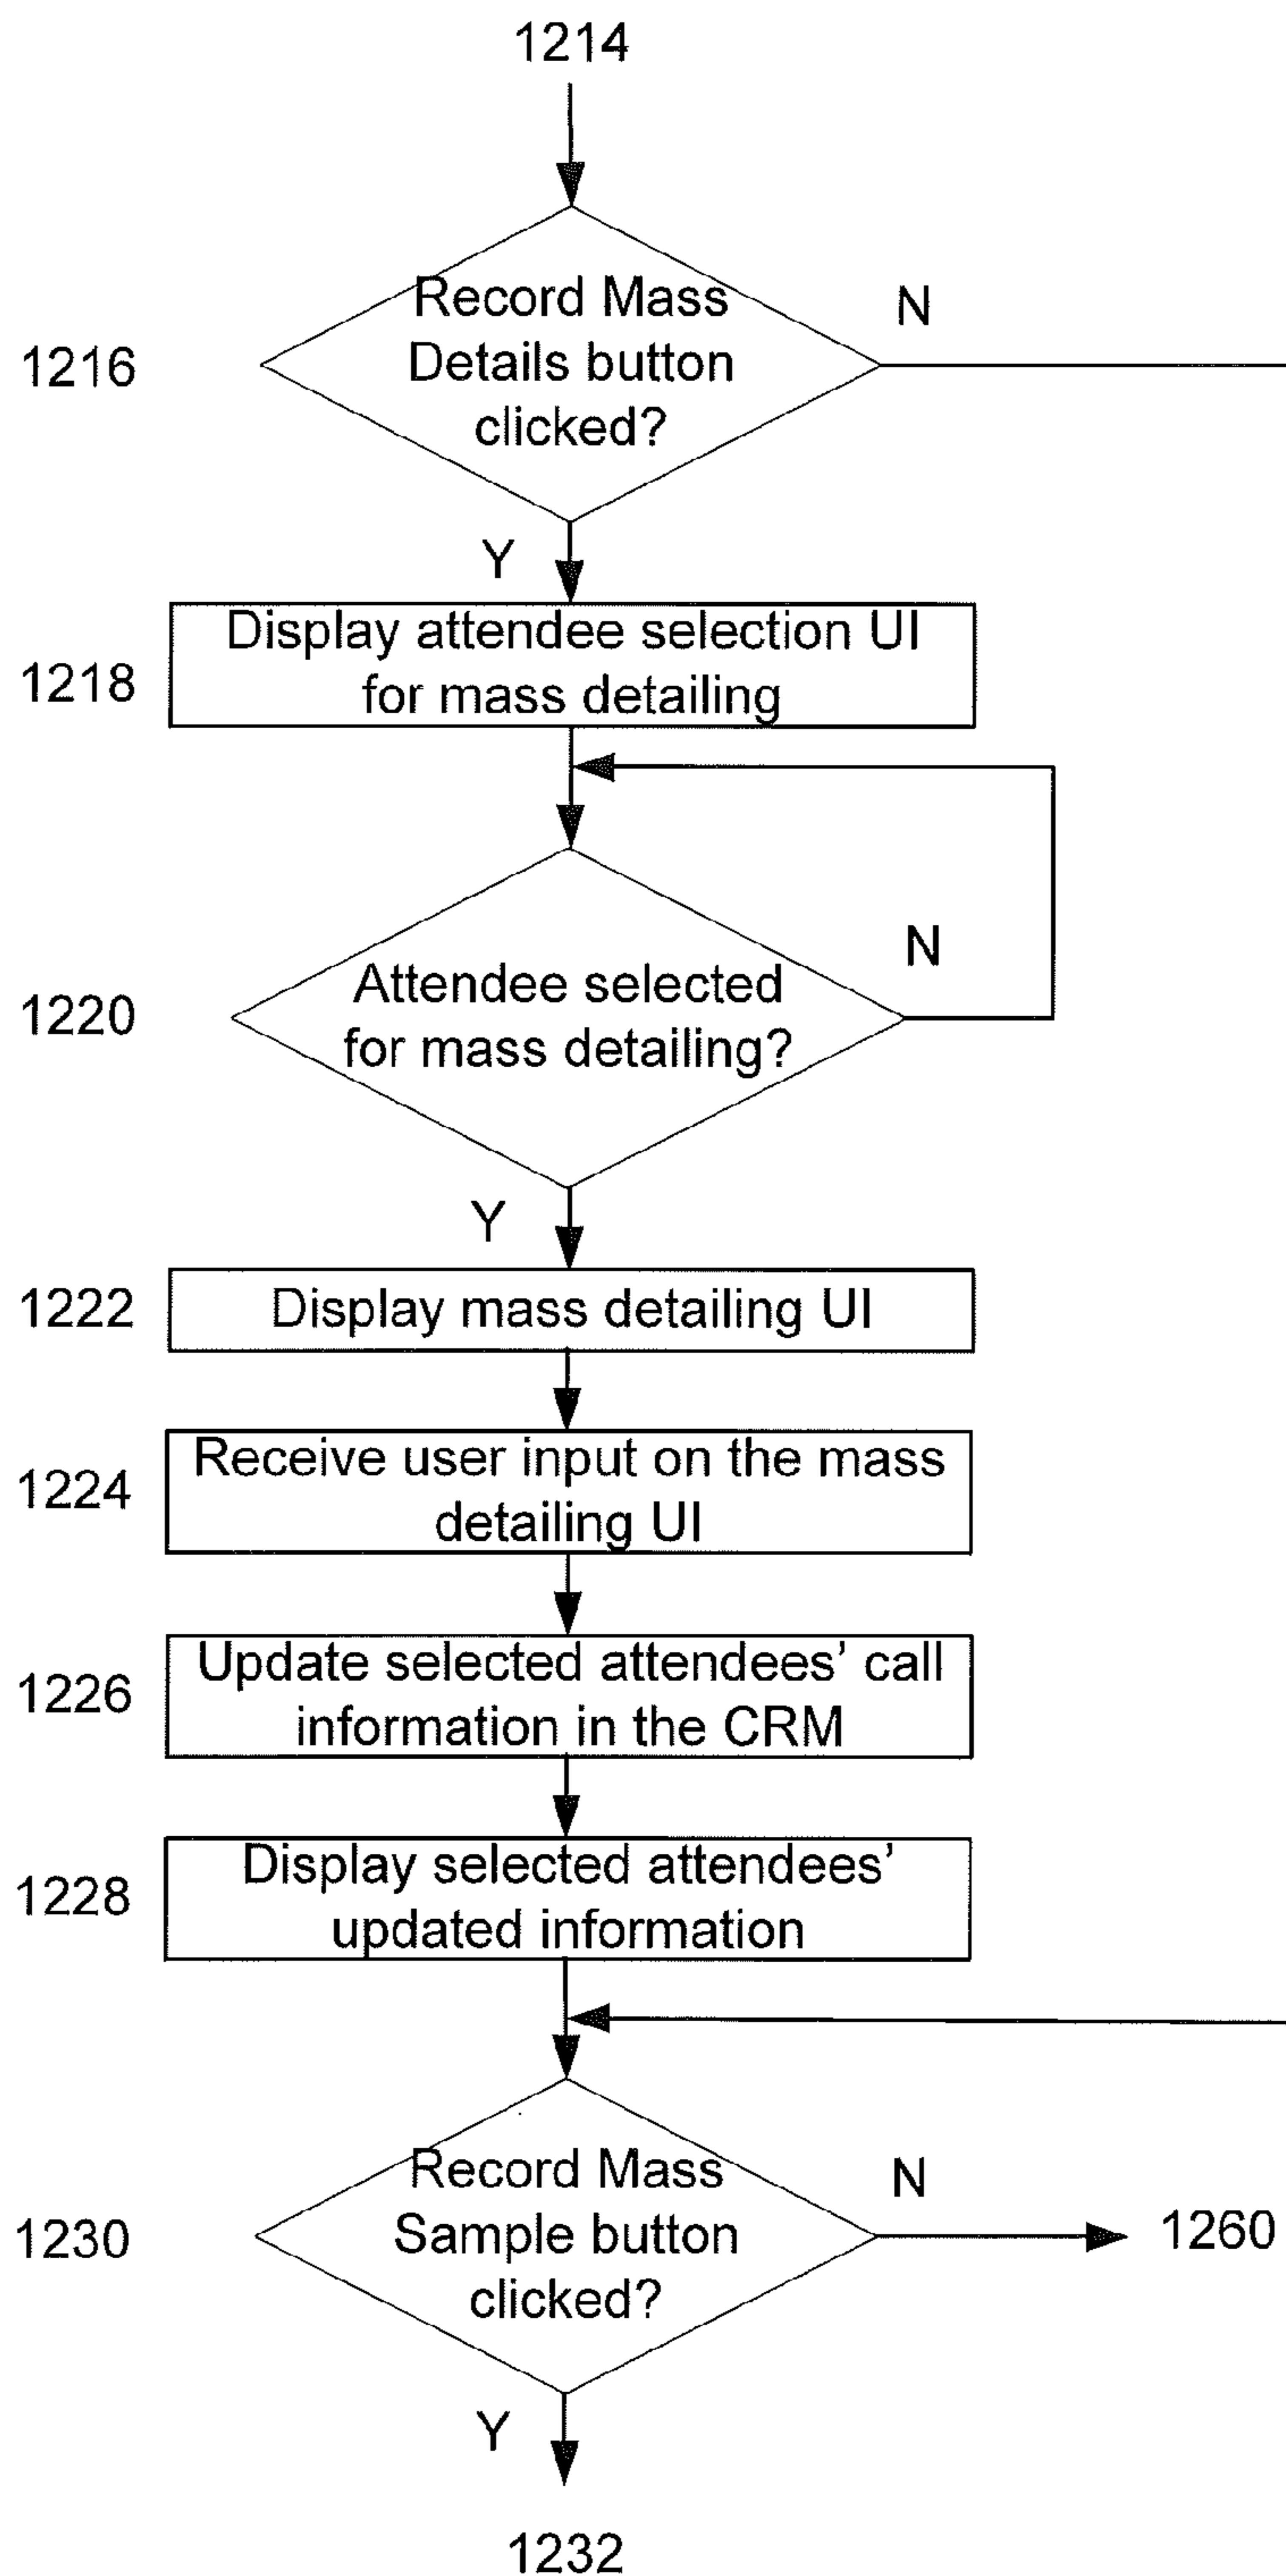 1214
Record Mass
Details button
clicked?
N
1216
Y
Display attendee selection UI
for mass detailing
1218
N
Attendee selected
for mass detailing?
1220
Y
Display mass detailing UI
1222
Receive user input on the mass
detailing UI
1224
Update selected attendees’ call
information in the CRM
1226
Display selected attendees’
updated information
1228
Record Mass
Sample button
clicked?
N
1230
1260
Y
1232